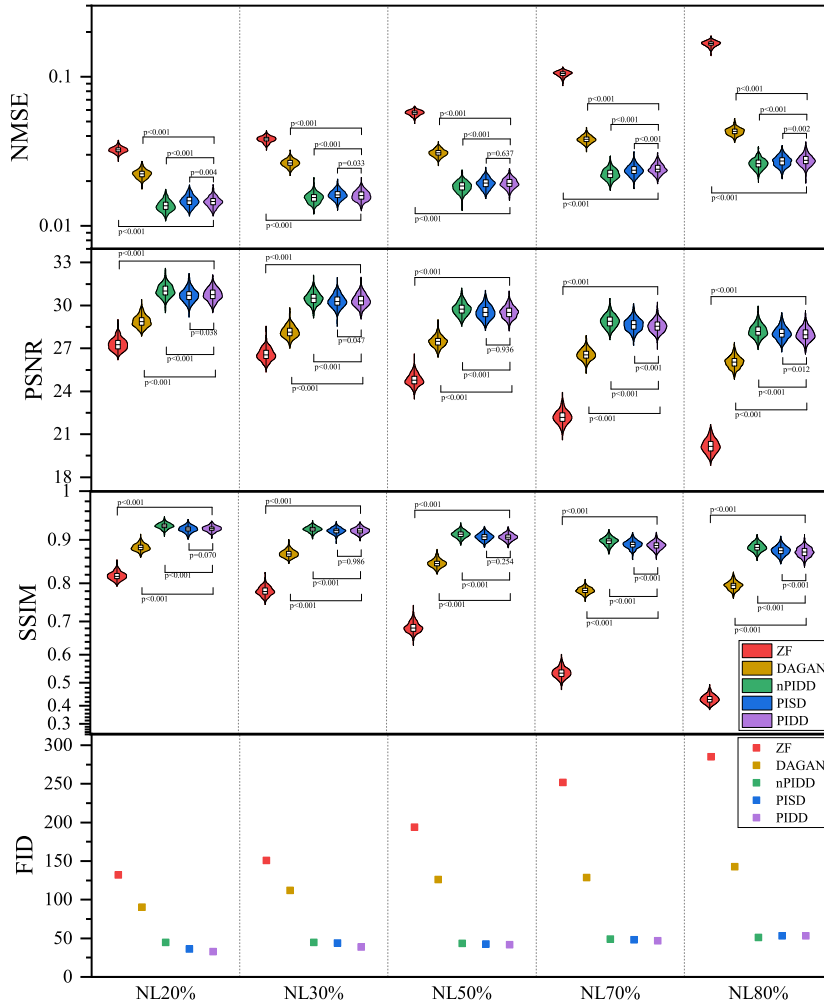 NMSE
0.1
0.01
p<0.001
p<0.001
p=0.004
p<0.001
p<0.001
p<0.001
p=0.033
p<0.001
p<0.001
p<0.001
p=0.637
p<0.001
p<0.001
p<0.001
p<0.001
p<0.001
p<0.001
p<0.001
p=0.002
p<0.001
PSNR
33
30
27
24
21
18
p<0.001
p=0.038
p<0.001
p<0.001
p<0.001
p=0.047
p<0.001
p<0.001
p<0.001
p=0.936
p<0.001
p<0.001
p<0.001
p<0.001
p<0.001
p<0.001
p<0.001
p=0.012
p<0.001
p<0.001
SSIM
1
0.9
0.8
0.7
0.6
0.5
0.4
0.3
p<0.001
p=0.070
p<0.001
p<0.001
p<0.001
p=0.986
p<0.001
p<0.001
p<0.001
p=0.254
p<0.001
p<0.001
p<0.001
p<0.001
p<0.001
p<0.001
p<0.001
p<0.001
p<0.001
p<0.001
ZF
DAGAN
nPIDD
PISD
PIDD
FID
300
250
200
150
100
50
0
ZF
DAGAN
nPIDD
PISD
PIDD
NL20% NL30% NL50% NL70% NL80%